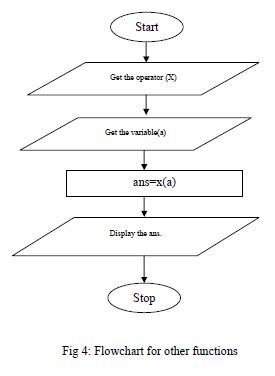 Start
Get the operator (X)
Get the variable(a)
ans=x(a)
Display the ans.
Stop
Fig 4: Flowchart for other functions